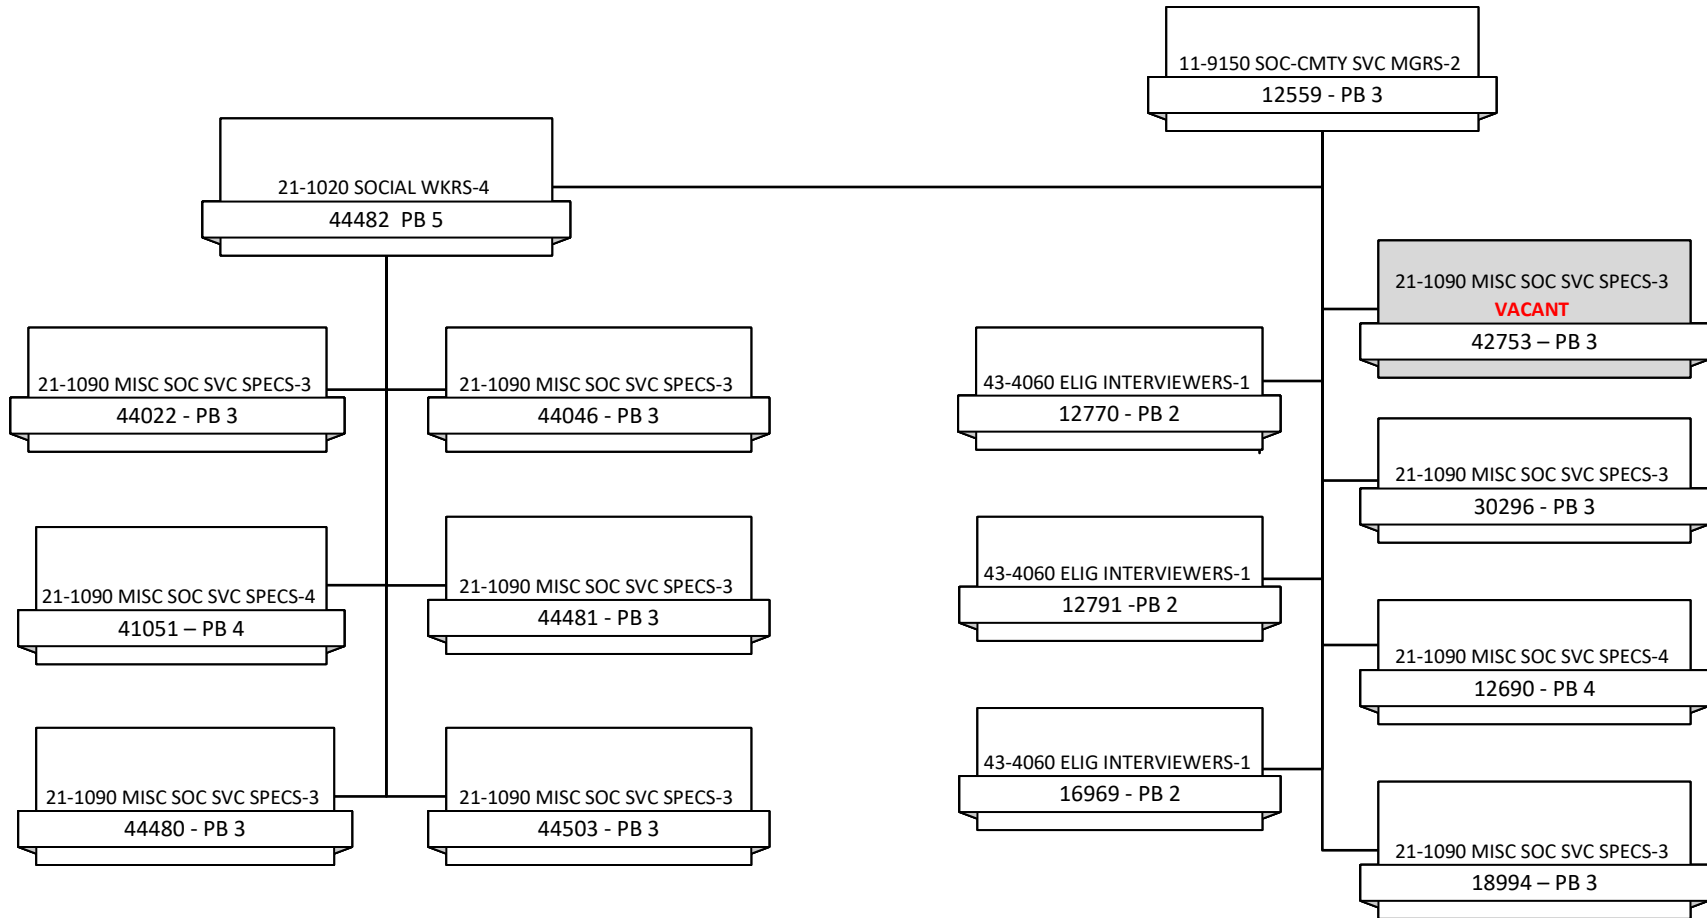 11-9150 SOC-CMTY SVC MGRS-2
12559 - PB 3
21-1020 SOCIAL WKRS-4
44482  PB 5
21-1090 MISC SOC SVC SPECS-3
44022 - PB 3
21-1090 MISC SOC SVC SPECS-3
44046 - PB 3
21-1090 MISC SOC SVC SPECS-4
41051 – PB 4
21-1090 MISC SOC SVC SPECS-3
44481 - PB 3
21-1090 MISC SOC SVC SPECS-3
44480 - PB 3
21-1090 MISC SOC SVC SPECS-3
44503 - PB 3
43-4060 ELIG INTERVIEWERS-1
12770 - PB 2
43-4060 ELIG INTERVIEWERS-1
12791 -PB 2
43-4060 ELIG INTERVIEWERS-1
16969 - PB 2
21-1090 MISC SOC SVC SPECS-3
VACANT
42753 – PB 3
21-1090 MISC SOC SVC SPECS-3
30296 - PB 3
21-1090 MISC SOC SVC SPECS-4
12690 - PB 4
21-1090 MISC SOC SVC SPECS-3
18994 – PB 3